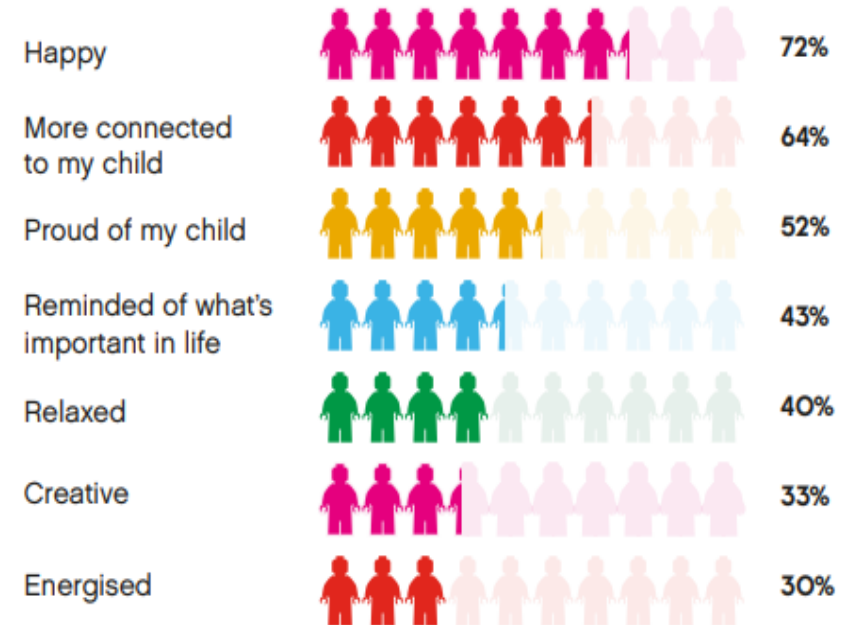 Happy 72%
More connected
to my child 64%
Proud of my child 52%
Reminded of what's
important in life 43%
Relaxed 40%
Creative 33%
Energised 30%